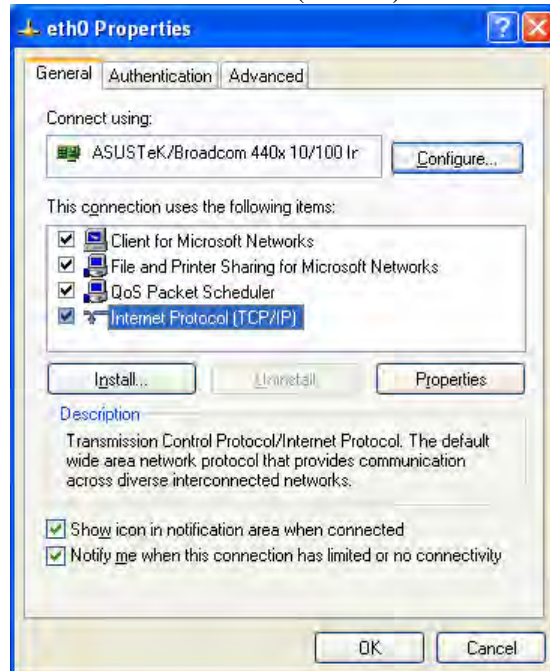 eth0 Properties
General Authentication Advanced
Connect using:
ASUSTeK/Broadcom 440x 10/100 Ir Configure...
This connection uses the following items:
Client for Microsoft Networks
File and Printer Sharing for Microsoft Networks
QoS Packet Scheduler
Internet Protocol (TCP/IP)
Install... Uninstall Properties
Description
Transmission Control Protocol/Internet Protocol. The default
wide area network protocol that provides communication
across diverse interconnected networks.
Show icon in notification area when connected
Notify me when this connection has limited or no connectivity
OK Cancel